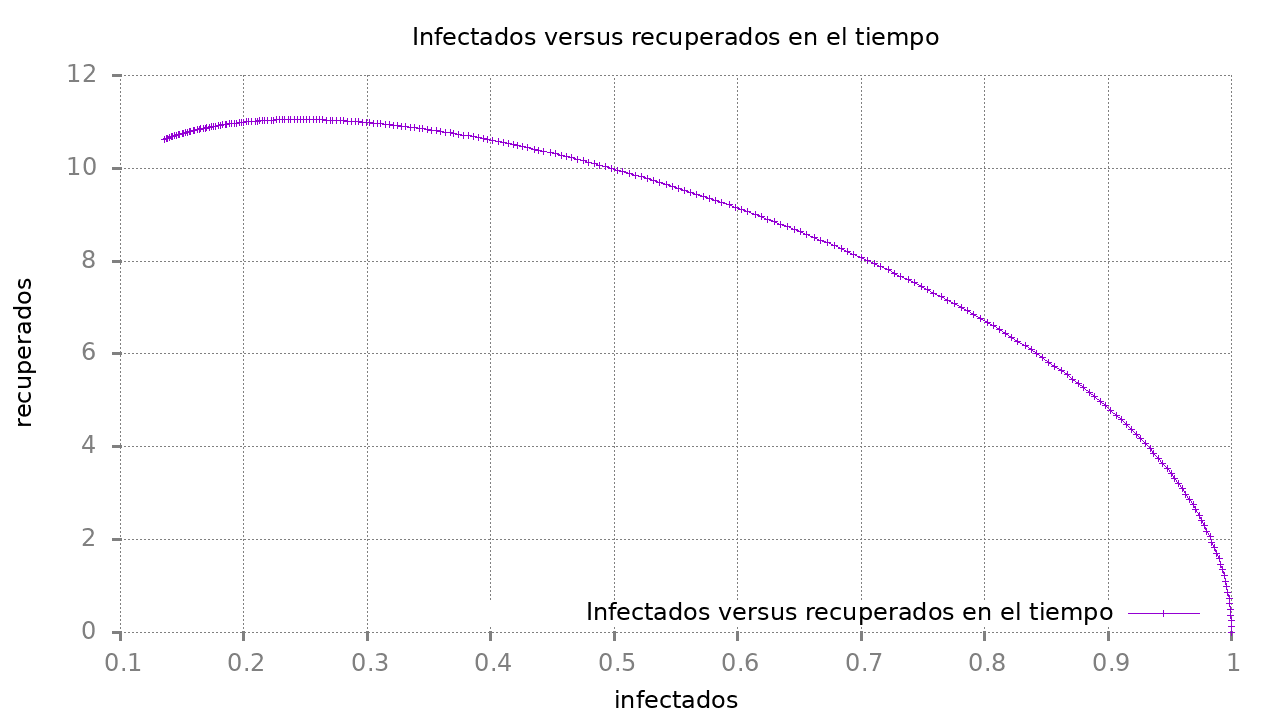 Infectados versus recuperados en el tiempo
12
10
8
6
4
2
0
recuperados
Infectados versus recuperados en el tiempo
0.1 0.2 0.3 0.4 0.5 0.6 0.7 0.8 0.9 1
infectados